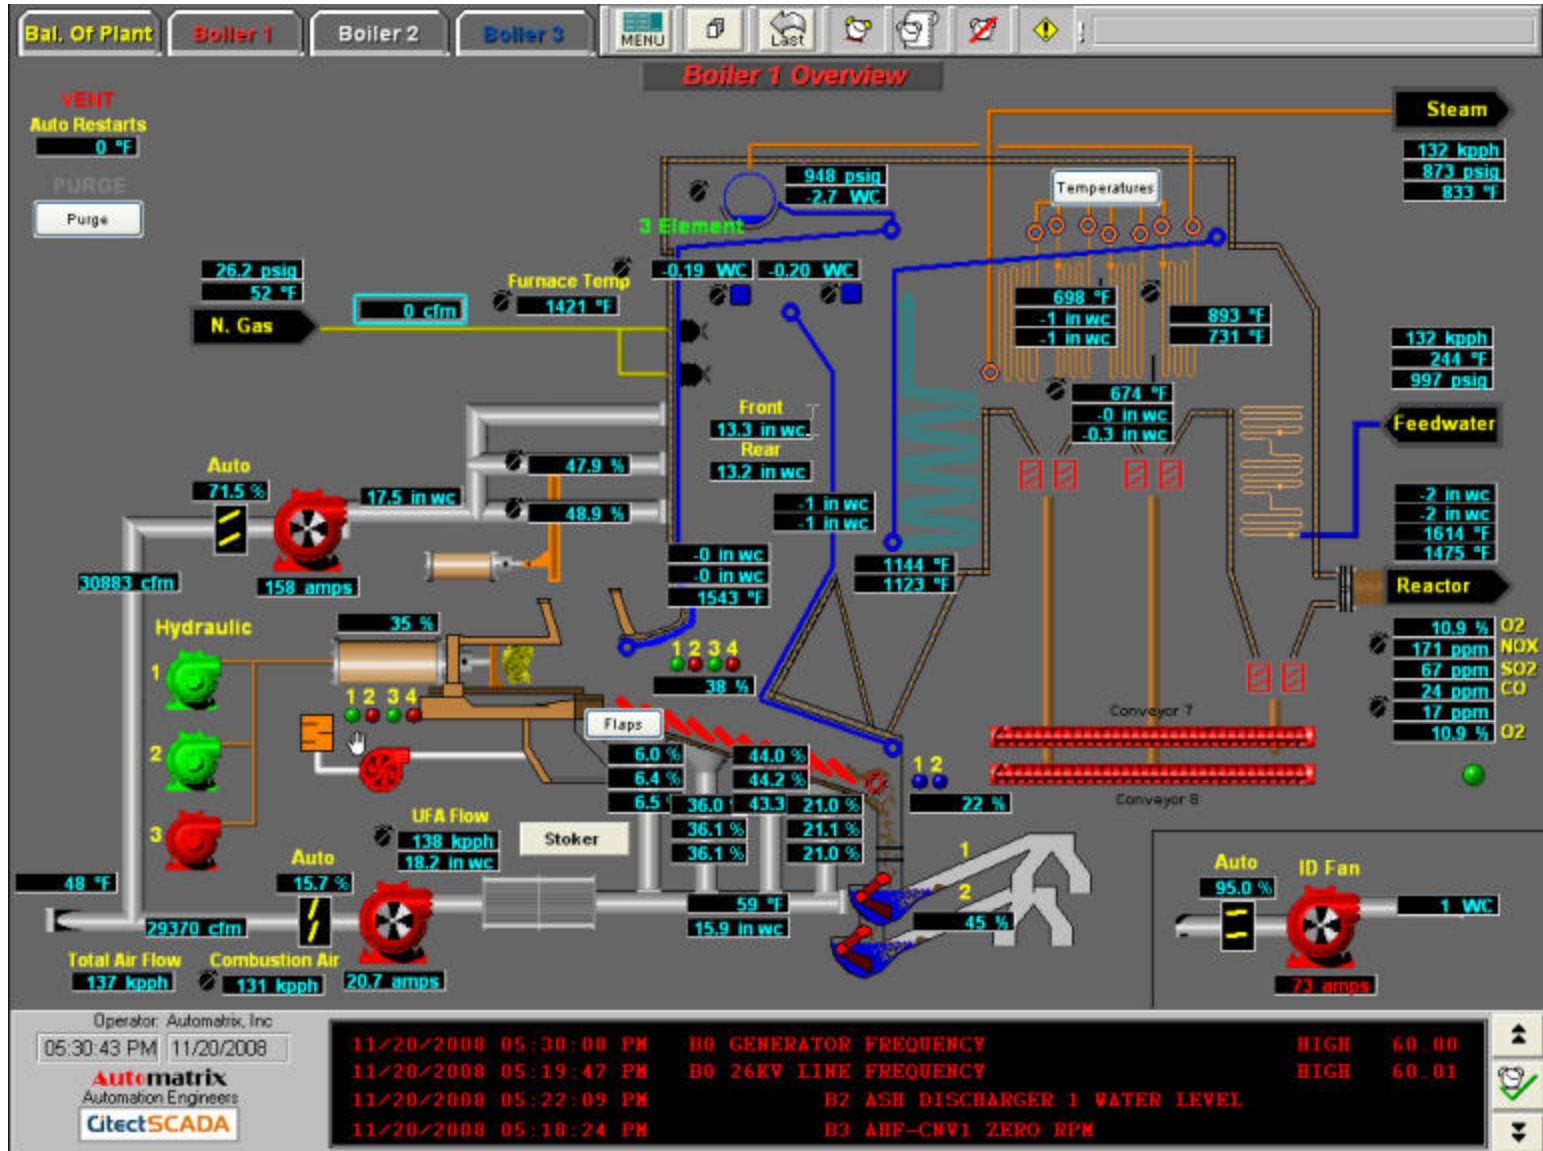 Bal. Of Plant
Boiler 1
Boiler 2
Boiler 3
MENU
Last
!
Boiler 1 Overview
VENT
Auto Restarts
0 °F
PURGE
Purge
Steam
132 kpph
873 psig
833 °F
948 psig
-2.7 WC
Temperatures
3 Element
-0.19 WC
-0.20 WC
26.2 psig
52 °F
N. Gas
0 cfm
Furnace Temp
1421 °F
698 °F
-1 in wc
-1 in wc
893 °F
731 °F
132 kpph
244 °F
997 psig
Feedwater
674 °F
-0 in wc
-0.3 in wc
Front
13.3 in wc
Rear
13.2 in wc
Auto
71.5 %
17.5 in wc
47.9 %
48.9 %
-1 in wc
-1 in wc
-2 in wc
-2 in wc
1614 °F
1475 °F
Reactor
30883 cfm
158 amps
-0 in wc
-0 in wc
1543 °F
1144 °F
1123 °F
Hydraulic
1
2
3
35 %
1 2 3 4
1 2 3 4
38 %
10.9 % O2
171 ppm NOX
67 ppm SO2
24 ppm CO
17 ppm
10.9 % O2
Flaps
6.0 %
6.4 %
6.5
44.0 %
44.2 %
43.3
36.0
36.1 %
36.1 %
21.0 %
21.1 %
21.0 %
Conveyor 7
Conveyor 8
1 2
22 %
UFA Flow
138 kpph
18.2 in wc
Stoker
Auto
15.7 %
48 °F
29370 cfm
59 °F
15.9 in wc
1
2
45 %
Total Air Flow
137 kpph
Combustion Air
131 kpph
20.7 amps
Auto
95.0 %
ID Fan
1 WC
73 amps
Operator: Automatrix, Inc
05:30:43 PM 11/20/2008
Automatrix
Automation Engineers
CitectSCADA
11/20/2008 05:30:00 PM B0 GENERATOR FREQUENCY HIGH 60.00
11/20/2008 05:19:47 PM B0 26KV LINE FREQUENCY HIGH 60.01
11/20/2008 05:22:09 PM B2 ASH DISCHARGER 1 WATER LEVEL
11/20/2008 05:18:24 PM B3 AHF-CNV1 ZERO RPM